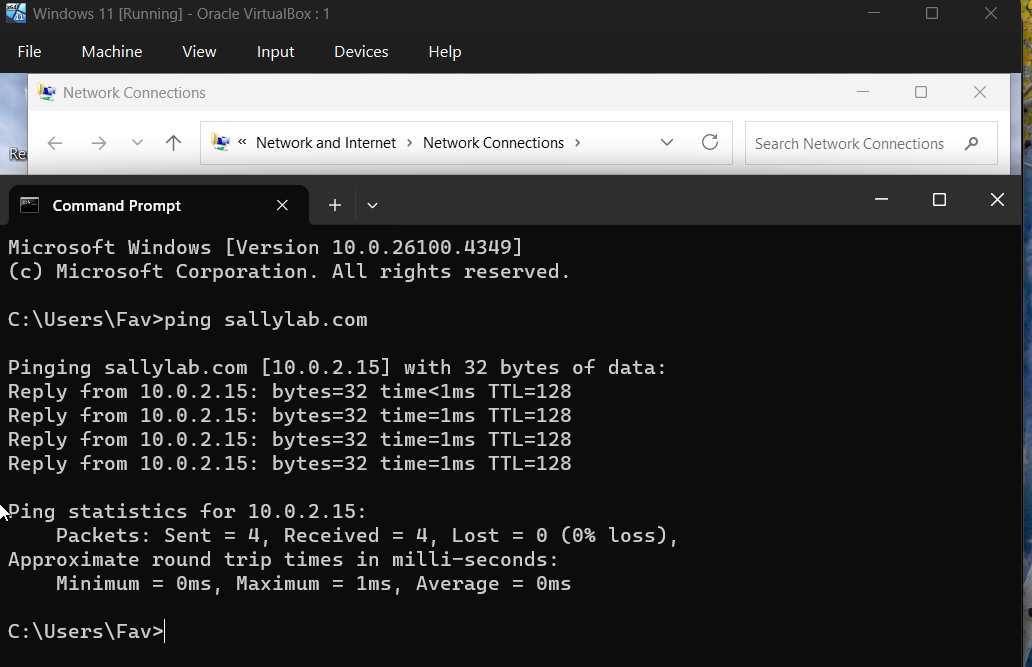 Windows 11 [Running] - Oracle VirtualBox : 1
File Machine View Input Devices Help
Network Connections
« Network and Internet > Network Connections >
Search Network Connections
Re
Command Prompt
Microsoft Windows [Version 10.0.26100.4349]
(c) Microsoft Corporation. All rights reserved.
C:\Users\Fav>ping sallylab.com
Pinging sallylab.com [10.0.2.15] with 32 bytes of data:
Reply from 10.0.2.15: bytes=32 time<1ms TTL=128
Reply from 10.0.2.15: bytes=32 time=1ms TTL=128
Reply from 10.0.2.15: bytes=32 time=1ms TTL=128
Reply from 10.0.2.15: bytes=32 time=1ms TTL=128
Ping statistics for 10.0.2.15:
Packets: Sent = 4, Received = 4, Lost = 0 (0% loss),
Approximate round trip times in milli-seconds:
Minimum = 0ms, Maximum = 1ms, Average = 0ms
C:\Users\Fav>